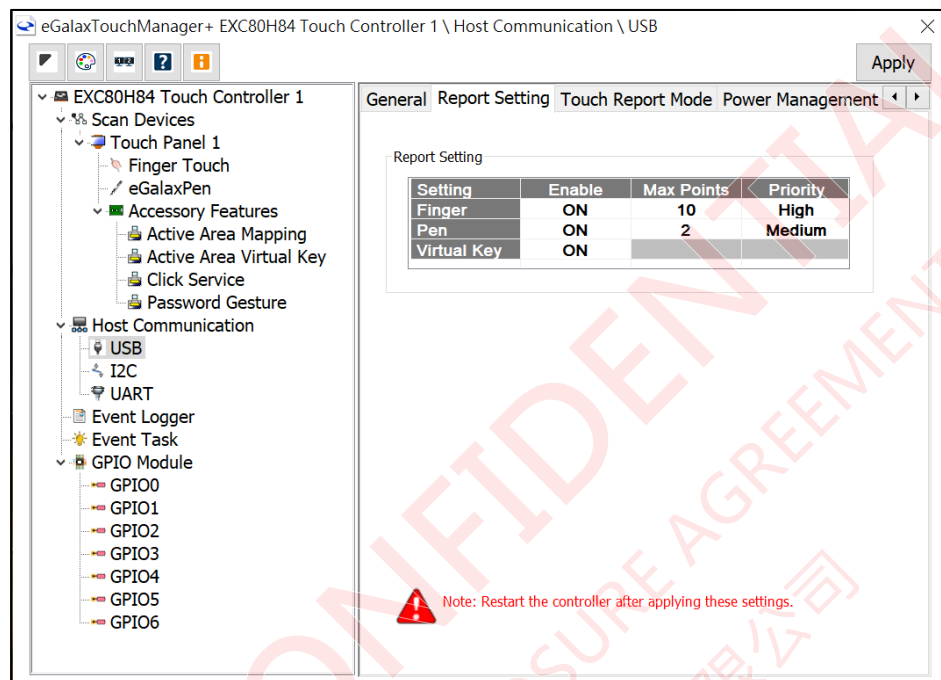 eGalaxTouchManager+ EXC80H84 Touch Controller 1 \ Host Communication \ USB
Apply
EXC80H84 Touch Controller 1
Scan Devices
Touch Panel 1
Finger Touch
eGalaxPen
Accessory Features
Active Area Mapping
Active Area Virtual Key
Click Service
Password Gesture
Host Communication
USB
I2C
UART
Event Logger
Event Task
GPIO Module
GPIO0
GPIO1
GPIO2
GPIO3
GPIO4
GPIO5
GPIO6
General Report Setting Touch Report Mode Power Management
Report Setting
Setting Enable Max Points Priority
Finger ON 10 High
Pen ON 2 Medium
Virtual Key ON
Note: Restart the controller after applying these settings.
CONFIDENTIAL
SURE AGREEMENT
限公司